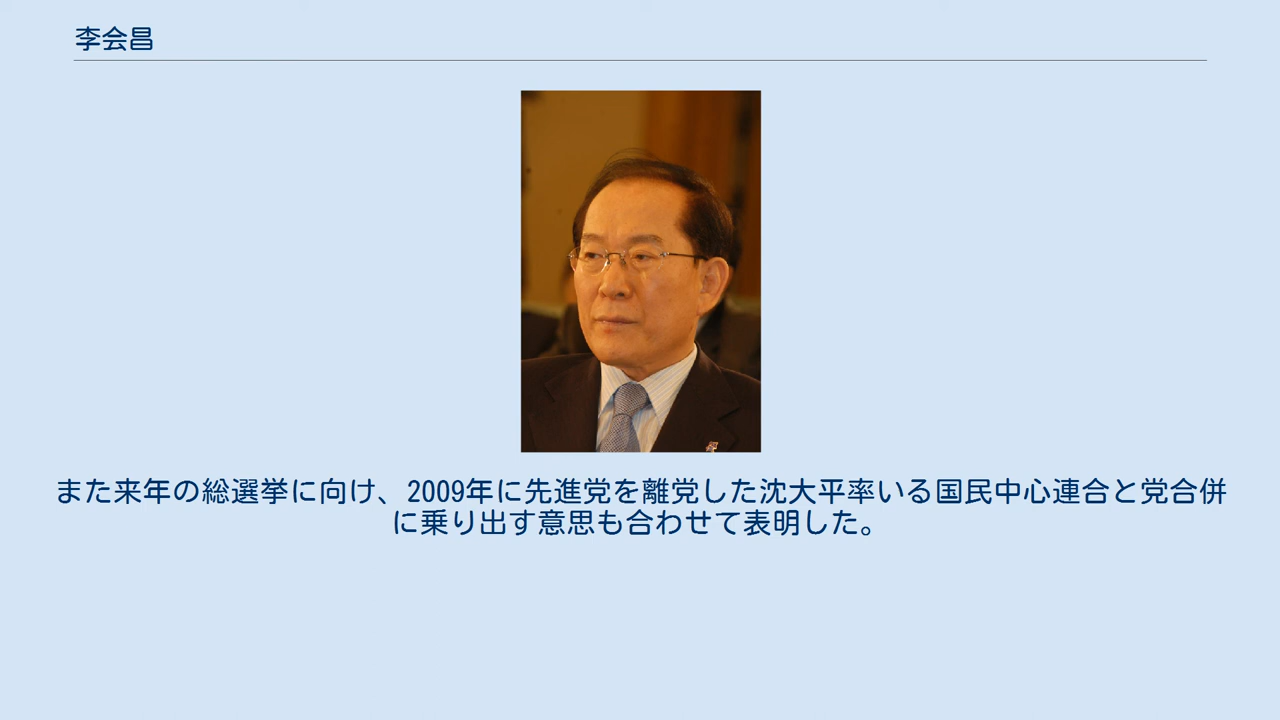 李会昌
また来年の総選挙に向け、2009年に先進党を離党した沈大平率いる国民中心連合と党合併
に乗り出す意思も合わせて表明した。